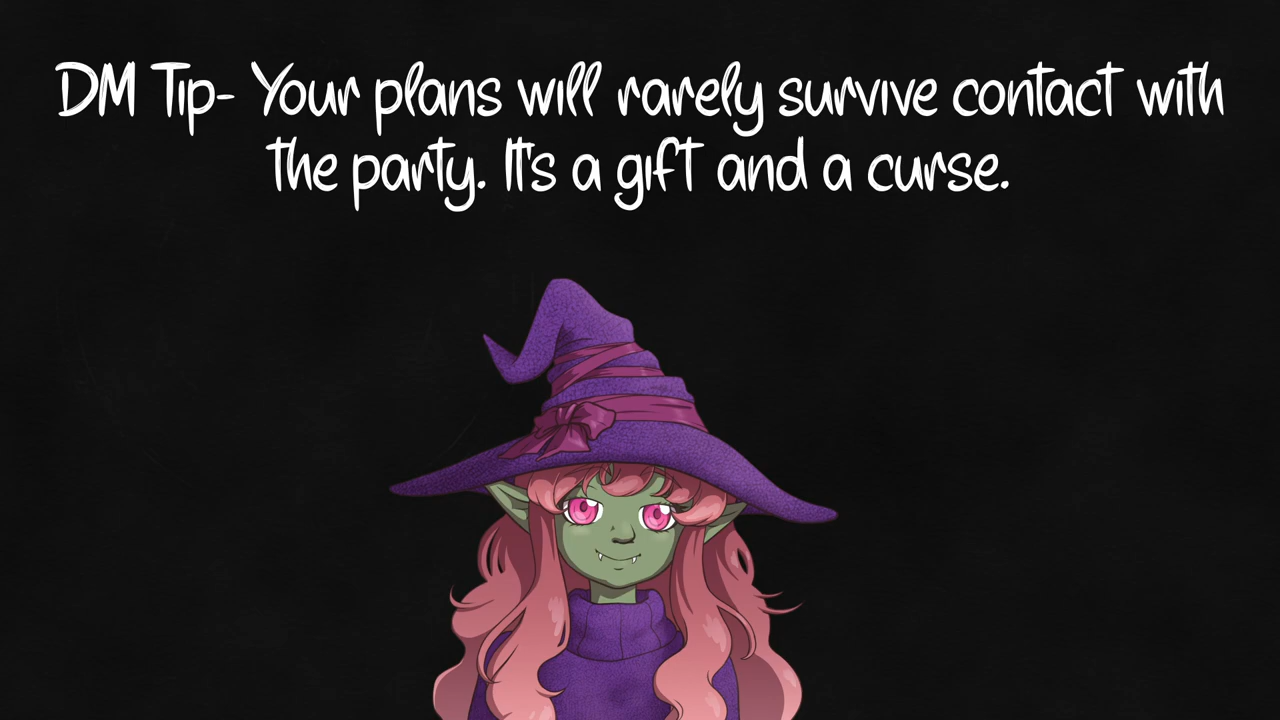 DM Tip- Your plans will rarely survive contact with
the party. It's a gift and a curse.